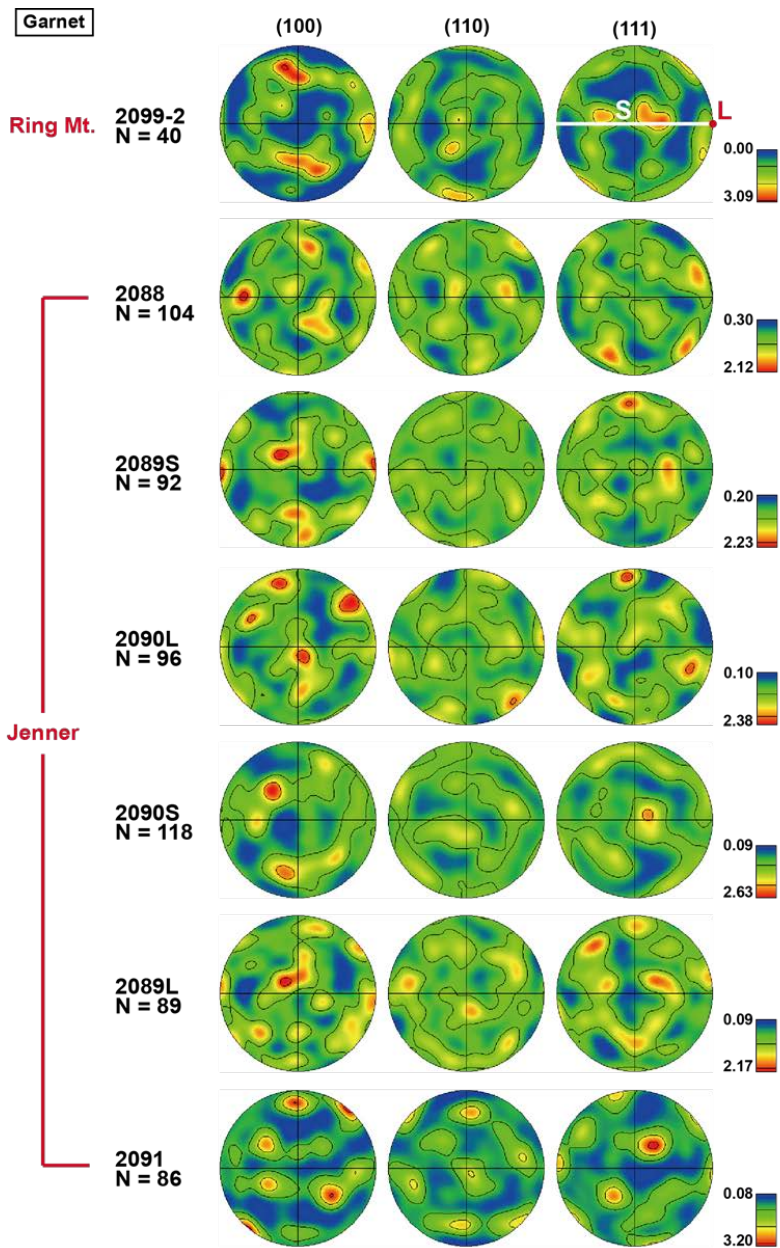 Garnet
(100) (110) (111)
Ring Mt.
2099-2
N = 40
S
L
0.00
3.09
2088
N = 104
0.30
2.12
2089S
N = 92
0.20
2.23
2090L
N = 96
0.10
2.38
Jenner
2090S
N = 118
0.09
2.63
2089L
N = 89
0.09
2.17
2091
N = 86
0.08
3.20